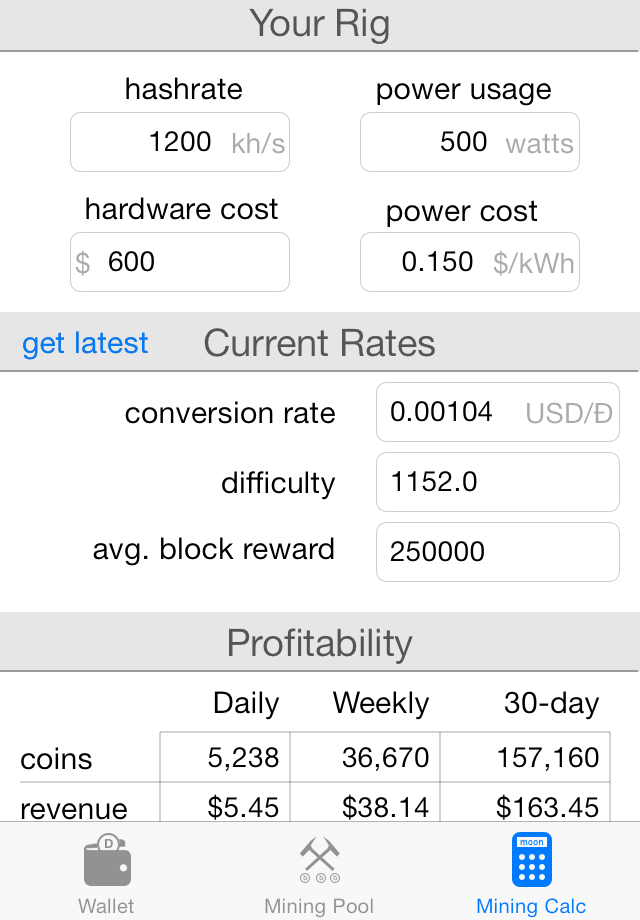 Your Rig
hashrate power usage
1200 kh/s 500 watts
hardware cost power cost
$ 600 0.150 $/kWh
get latest Current Rates
conversion rate 0.00104 USD/Ð
difficulty 1152.0
avg. block reward 250000
Profitability
Daily Weekly 30-day
coins 5,238 36,670 157,160
revenue $5.45 $38.14 $163.45
D moon
D D D
Wallet Mining Pool Mining Calc